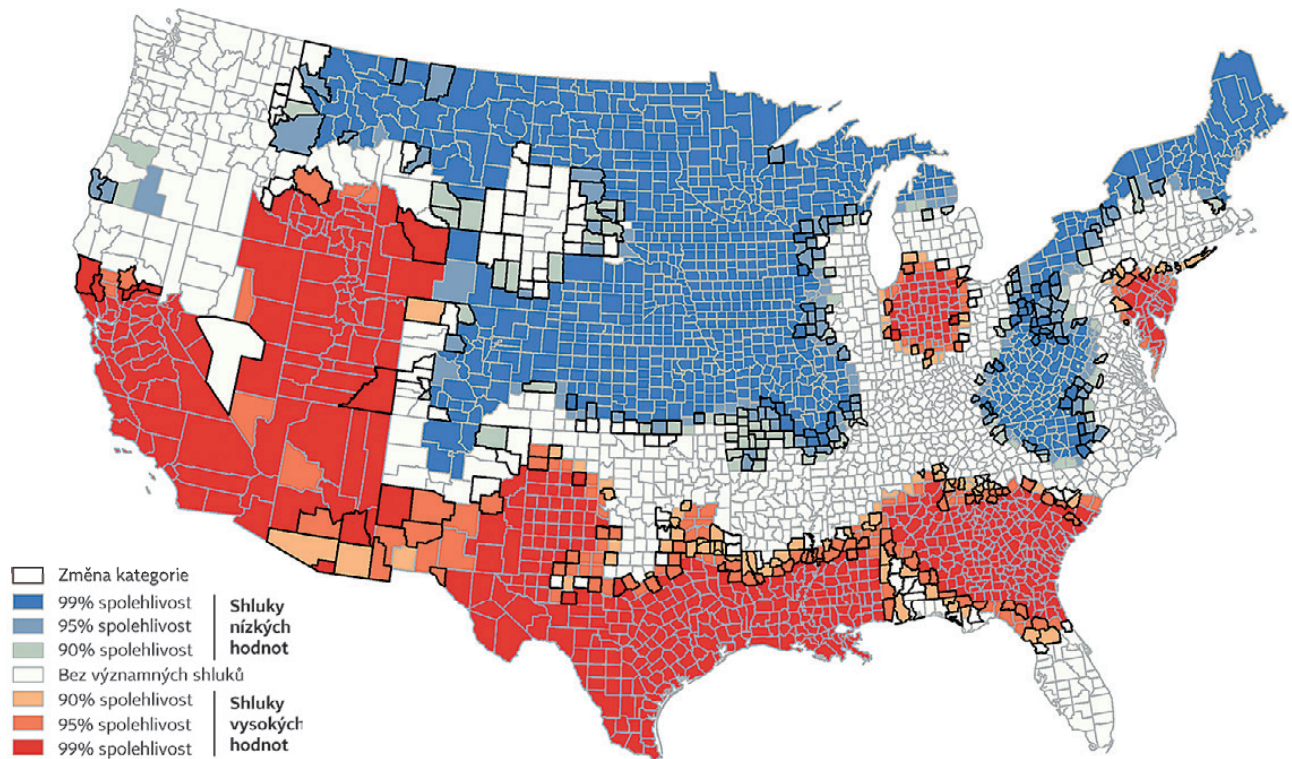 Změna kategorie
99% spolehlivost
95% spolehlivost
90% spolehlivost
Shluky
nízkých
hodnot
Bez významných shluků
90% spolehlivost
95% spolehlivost
99% spolehlivost
Shluky
vysokých
hodnot